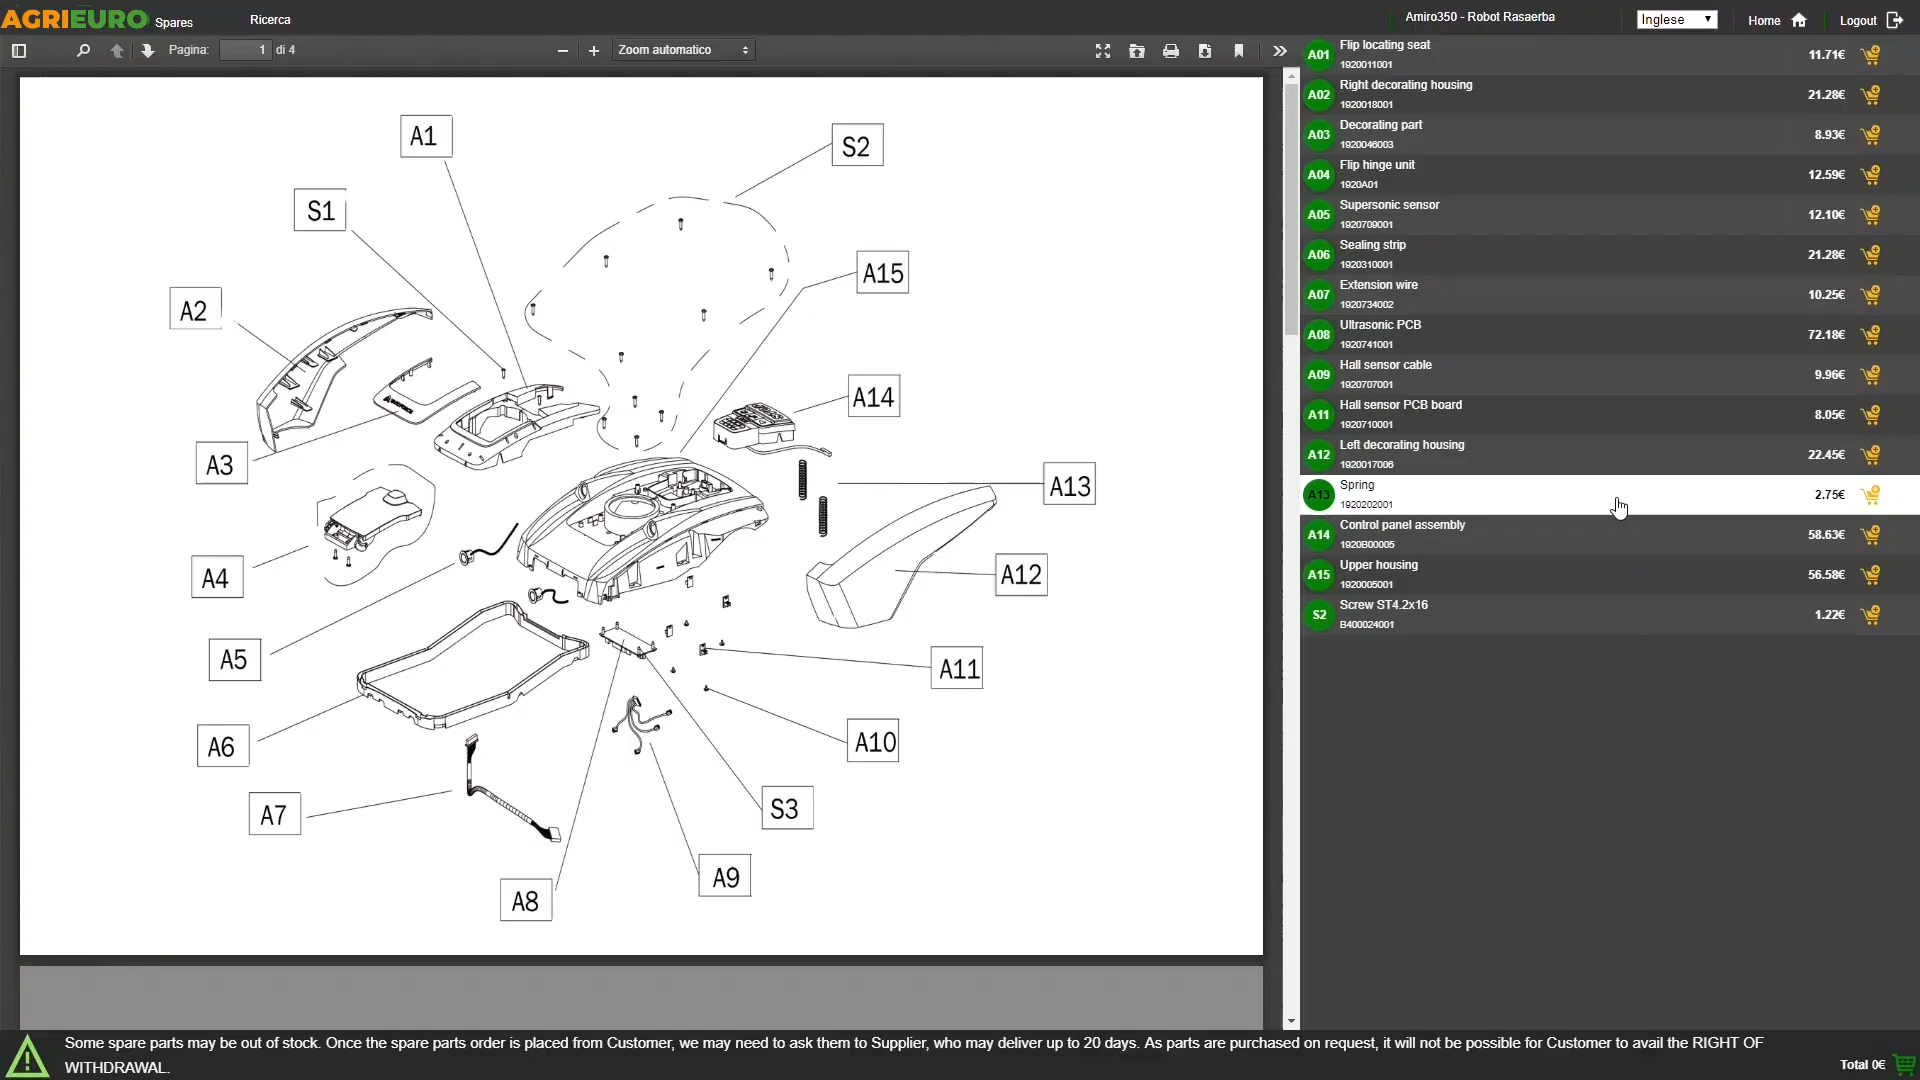 AGRIEURO Spares
Ricerca
Amiro350 - Robot Rasaerba
Inglese
Home
Logout
Pagina: 1 di 4
Zoom automatico
A1
S2
S1
A15
A2
A14
A3
A13
A4
A12
A5
A11
A6
A10
A7
S3
A9
A8
A01 Flip locating seat 11.71€
1920011001
A02 Right decorating housing 21.28€
1920018001
A03 Decorating part 8.93€
1920046003
A04 Flip hinge unit 12.59€
1920A01
A05 Supersonic sensor 12.10€
1920709001
A06 Sealing strip 21.28€
1920310001
A07 Extension wire 10.25€
1920734002
A08 Ultrasonic PCB 72.18€
1920741001
A09 Hall sensor cable 9.96€
1920707001
A11 Hall sensor PCB board 8.05€
1920710001
A12 Left decorating housing 22.45€
1920017006
A13 Spring 2.75€
1920202001
A14 Control panel assembly 58.63€
1920B00005
A15 Upper housing 56.58€
1920005001
S2 Screw ST4.2x16 1.22€
B400024001
Some spare parts may be out of stock. Once the spare parts order is placed from Customer, we may need to ask them to Supplier, who may deliver up to 20 days. As parts are purchased on request, it will not be possible for Customer to avail the RIGHT OF
WITHDRAWAL.
Total 0€